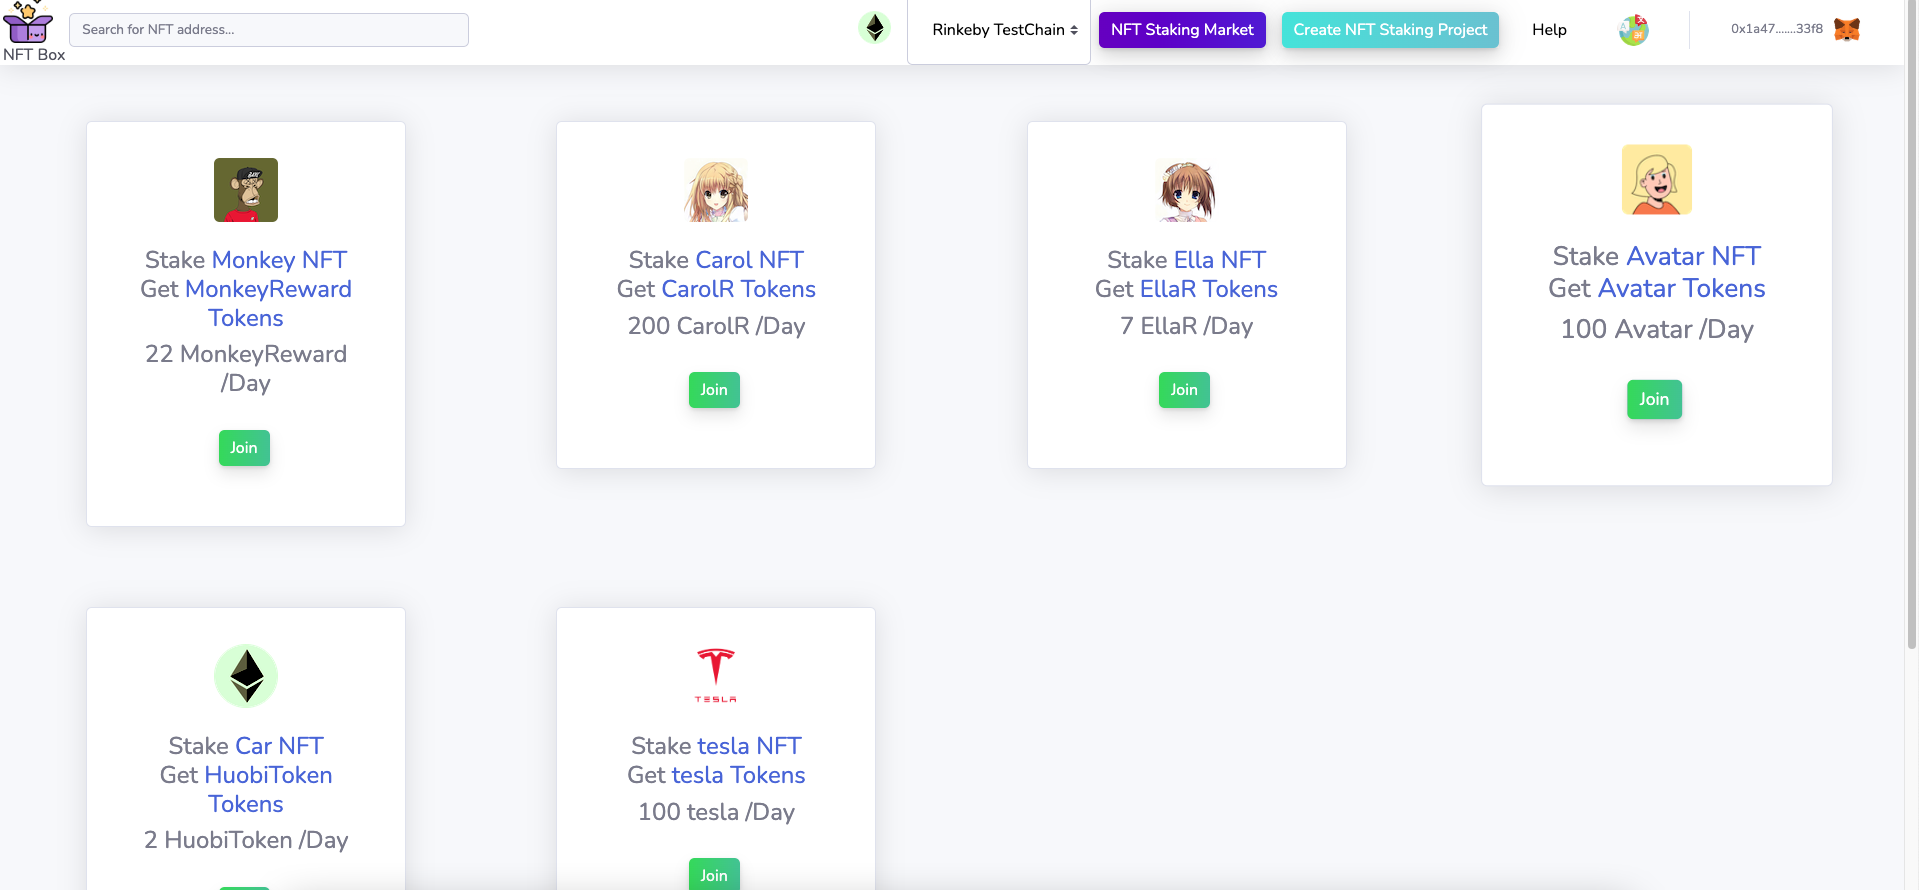 NFT Box
Search for NFT address...
Rinkeby TestChain
NFT Staking Market
Create NFT Staking Project
Help
0x1a47.......33f8
Stake Monkey NFT
Get MonkeyReward
Tokens
22 MonkeyReward
/Day
Join
Stake Carol NFT
Get CarolR Tokens
200 CarolR /Day
Join
Stake Ella NFT
Get EllaR Tokens
7 EllaR /Day
Join
Stake Avatar NFT
Get Avatar Tokens
100 Avatar /Day
Join
Stake Car NFT
Get HuobiToken
Tokens
2 HuobiToken /Day
TESLA
Stake tesla NFT
Get tesla Tokens
100 tesla /Day
Join